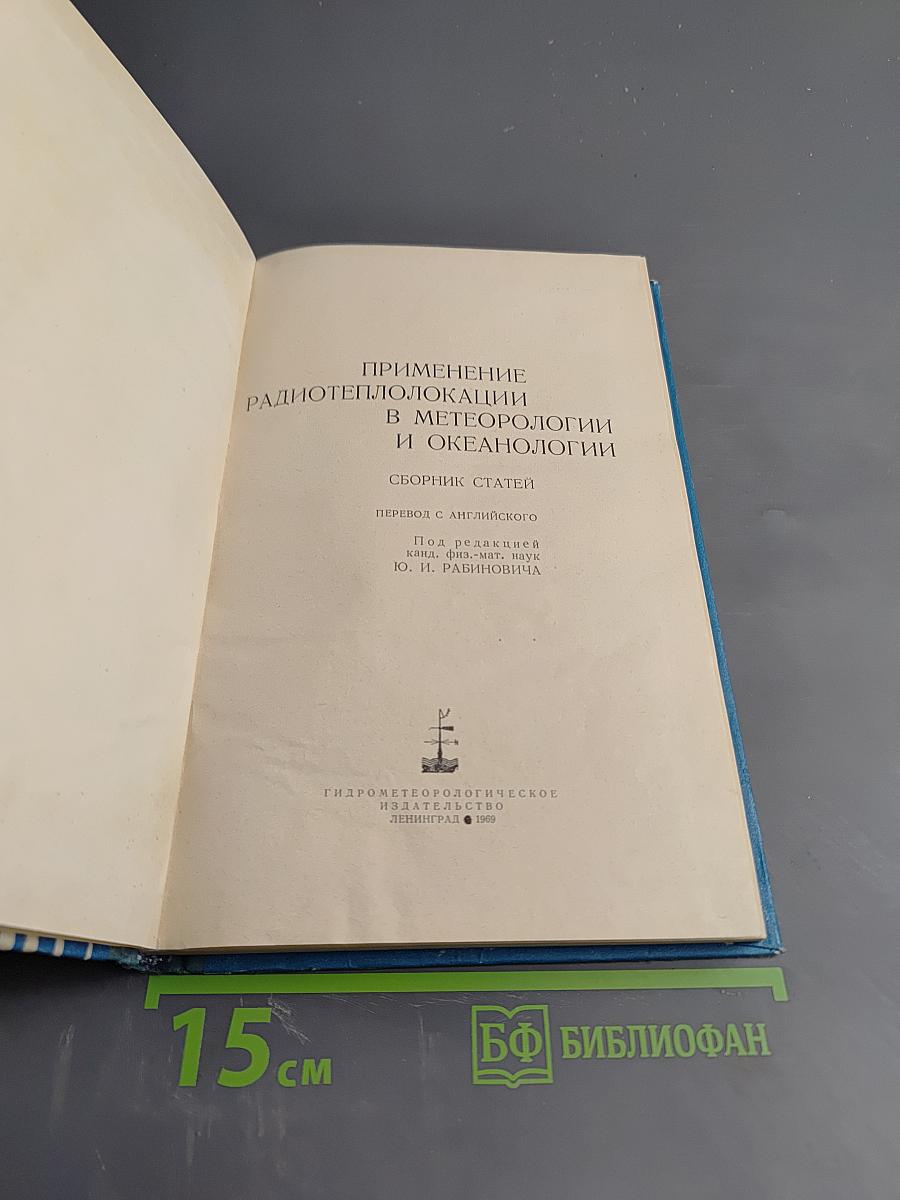 ПРИМЕНЕНИЕ
РАДИОТЕПЛОЛОКАЦИИ
В МЕТЕОРОЛОГИИ
И ОКЕАНОЛОГИИ
СБОРНИК СТАТЕЙ
ПЕРЕВОД С АНГЛИЙСКОГО
Под редакцией
канд. физ.-мат. наук
Ю. И. РАБИНОВИЧА
ГИДРОМЕТЕОРОЛОГИЧЕСКОЕ
ИЗДАТЕЛЬСТВО
ЛЕНИНГРАД • 1969
15 см
БФ БИБЛИОФАН